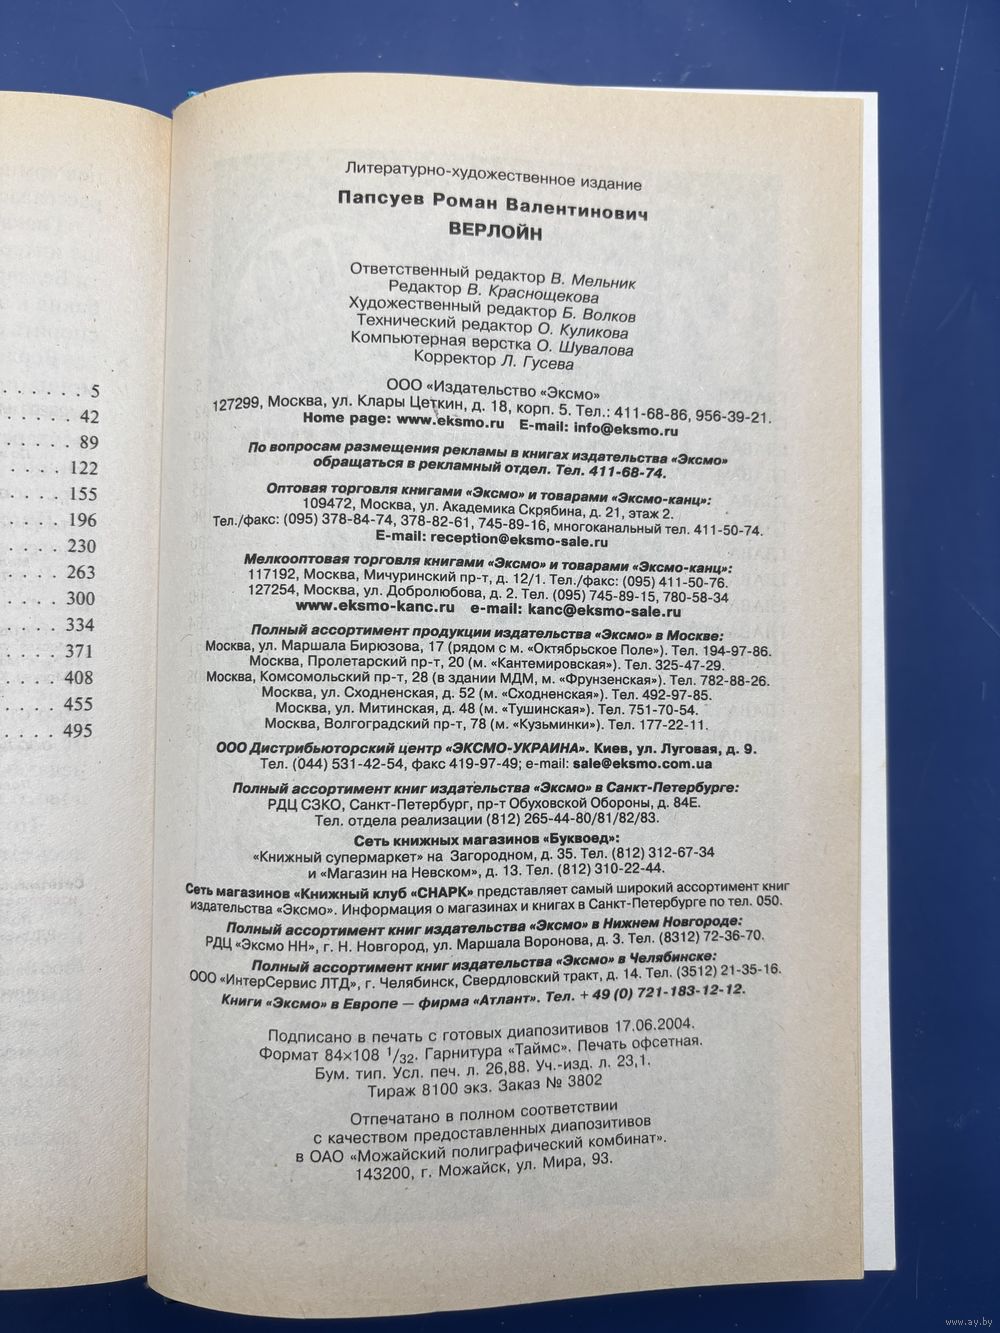 . . . . . . 5
. . . . . 42
. . . . . 89
. . . . 122
. . . . 155
. . . . 196
. . . . 230
. . . . 263
. . . . 300
. . . . 334
. . . . 371
. . . . 408
. . . . 455
. . . . 495
Литературно-художественное издание
Папсуев Роман Валентинович
ВЕРЛОЙН
Ответственный редактор В. Мельник
Редактор В. Краснощекова
Художественный редактор Б. Волков
Технический редактор О. Куликова
Компьютерная верстка О. Шувалова
Корректор Л. Гусева
ООО «Издательство «Эксмо»
127299, Москва, ул. Клары Цеткин, д. 18, корп. 5. Тел.: 411-68-86, 956-39-21.
Home page: www.eksmo.ru E-mail: info@eksmo.ru
По вопросам размещения рекламы в книгах издательства «Эксмо»
обращаться в рекламный отдел. Тел. 411-68-74.
Оптовая торговля книгами «Эксмо» и товарами «Эксмо-канц»:
109472, Москва, ул. Академика Скрябина, д. 21, этаж 2.
Тел./факс: (095) 378-84-74, 378-82-61, 745-89-16, многоканальный тел. 411-50-74.
E-mail: reception@eksmo-sale.ru
Мелкооптовая торговля книгами «Эксмо» и товарами «Эксмо-канц»:
117192, Москва, Мичуринский пр-т, д. 12/1. Тел./факс: (095) 411-50-76.
127254, Москва, ул. Добролюбова, д. 2. Тел. (095) 745-89-15, 780-58-34
www.eksmo-kanc.ru e-mail: kanc@eksmo-sale.ru
Полный ассортимент продукции издательства «Эксмо» в Москве:
Москва, ул. Маршала Бирюзова, 17 (рядом с м. «Октябрьское Поле»). Тел. 194-97-86.
Москва, Пролетарский пр-т, 20 (м. «Кантемировская»). Тел. 325-47-29.
Москва, Комсомольский пр-т, 28 (в здании МДМ, м. «Фрунзенская»). Тел. 782-88-26.
Москва, ул. Сходненская, д. 52 (м. «Сходненская»). Тел. 492-97-85.
Москва, ул. Митинская, д. 48 (м. «Тушинская»). Тел. 751-70-54.
Москва, Волгоградский пр-т, 78 (м. «Кузьминки»). Тел. 177-22-11.
ООО Дистрибьюторский центр «ЭКСМО-УКРАИНА». Киев, ул. Луговая, д. 9.
Тел. (044) 531-42-54, факс 419-97-49; e-mail: sale@eksmo.com.ua
Полный ассортимент книг издательства «Эксмо» в Санкт-Петербурге:
РДЦ СЗКО, Санкт-Петербург, пр-т Обуховской Обороны, д. 84Е.
Тел. отдела реализации (812) 265-44-80/81/82/83.
Сеть книжных магазинов «Буквоед»:
«Книжный супермаркет» на Загородном, д. 35. Тел. (812) 312-67-34
и «Магазин на Невском», д. 13. Тел. (812) 310-22-44.
Сеть магазинов «Книжный клуб «СНАРК» представляет самый широкий ассортимент книг
издательства «Эксмо». Информация о магазинах и книгах в Санкт-Петербурге по тел. 050.
Полный ассортимент книг издательства «Эксмо» в Нижнем Новгороде:
РДЦ «Эксмо НН», г. Н. Новгород, ул. Маршала Воронова, д. 3. Тел. (8312) 72-36-70.
Полный ассортимент книг издательства «Эксмо» в Челябинске:
ООО «ИнтерСервис ЛТД», г. Челябинск, Свердловский тракт, д. 14. Тел. (3512) 21-35-16.
Книги «Эксмо» в Европе — фирма «Атлант». Тел. + 49 (0) 721-183-12-12.
Подписано в печать с готовых диапозитивов 17.06.2004.
Формат 84×108 1/32. Гарнитура «Таймс». Печать офсетная.
Бум. тип. Усл. печ. л. 26,88. Уч.-изд. л. 23,1.
Тираж 8100 экз. Заказ № 3802
Отпечатано в полном соответствии
с качеством предоставленных диапозитивов
в ОАО «Можайский полиграфический комбинат».
143200, г. Можайск, ул. Мира, 93.
www.ay.by